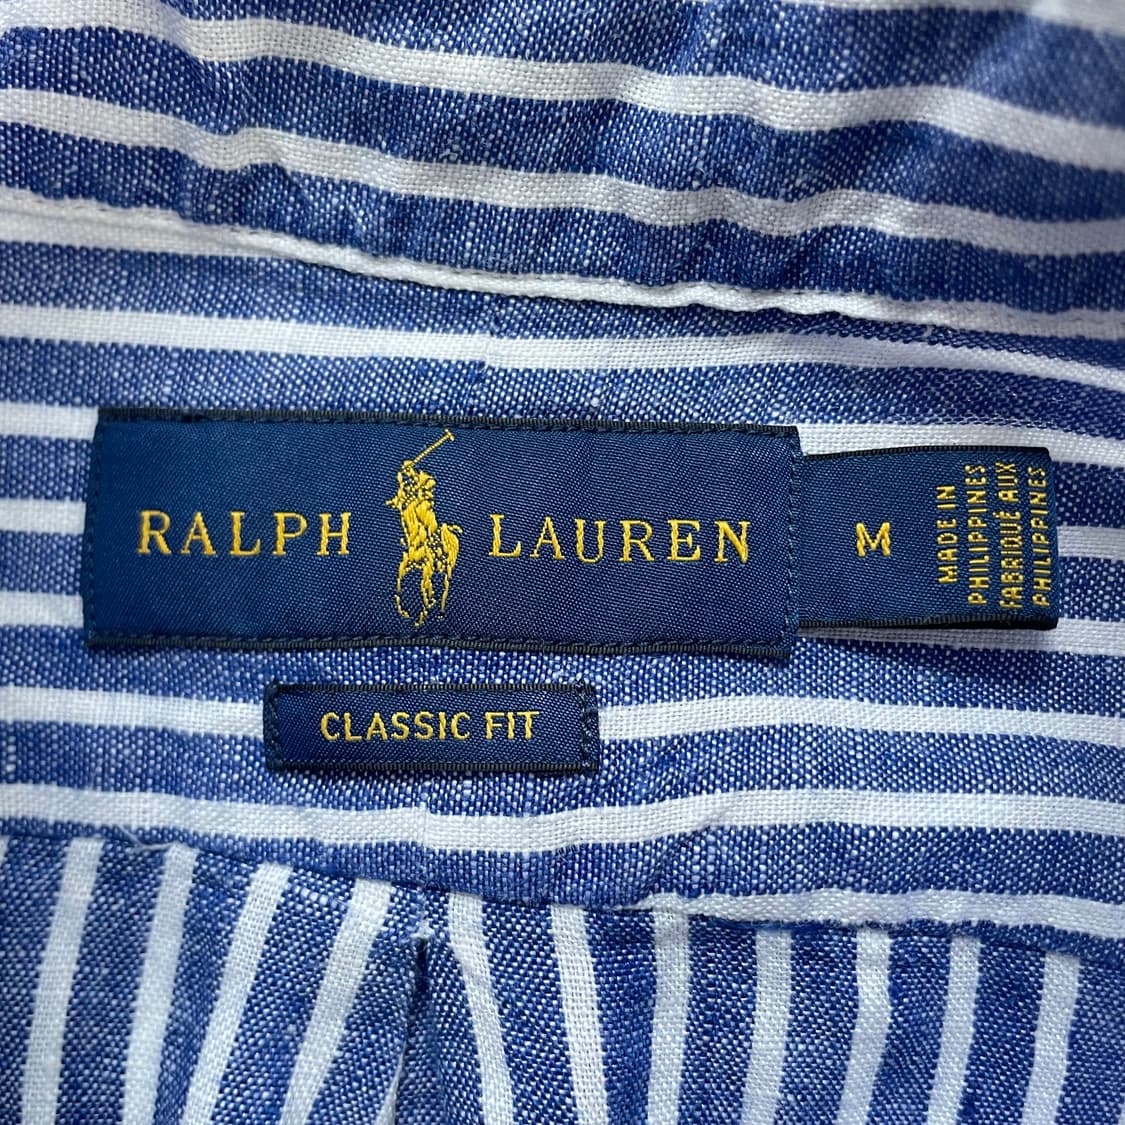 RALPH LAUREN
M
MADE IN
PHILIPPINES
FABRIQUÉ AUX
PHILIPPINES
CLASSIC FIT